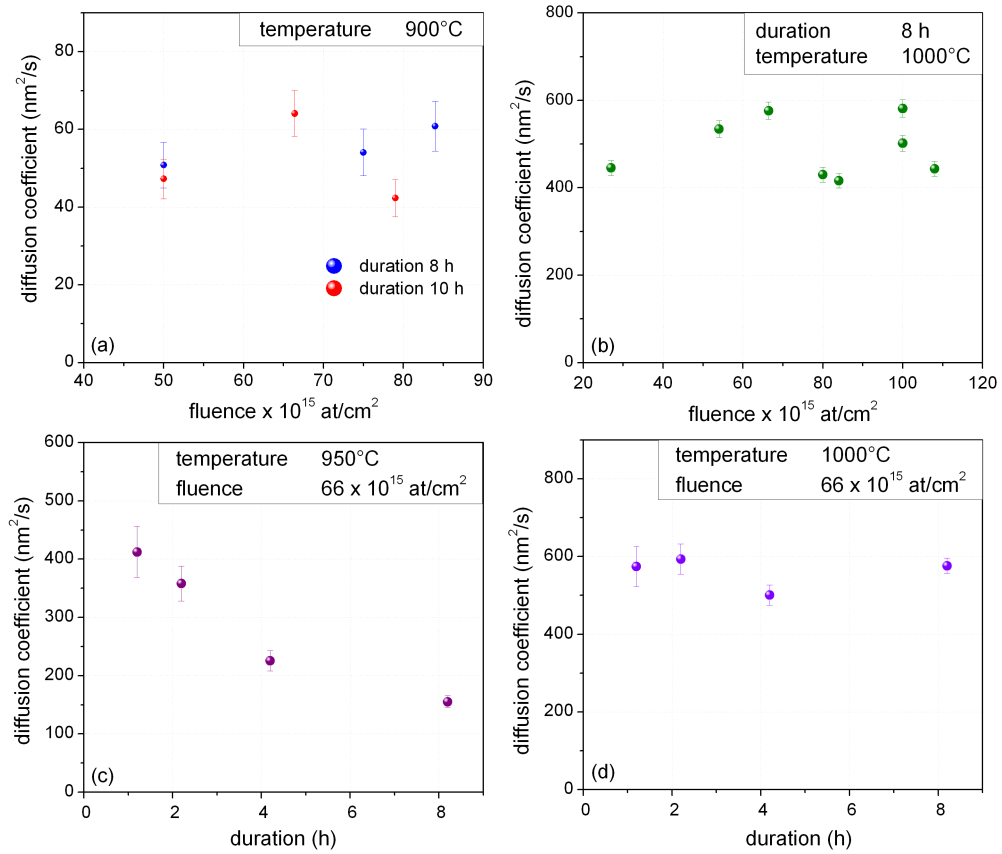 temperature 900°C
80
60
40
20
0
diffusion coefficient (nm²/s)
duration 8 h
duration 10 h
(a)
40 50 60 70 80 90
fluence x 10¹⁵ at/cm²
duration 8 h
temperature 1000°C
800
600
400
200
0
diffusion coefficient (nm²/s)
(b)
20 40 60 80 100 120
fluence x 10¹⁵ at/cm²
temperature 950°C
fluence 66 x 10¹⁵ at/cm²
600
500
400
300
200
100
0
diffusion coefficient (nm²/s)
(c)
0 2 4 6 8
duration (h)
temperature 1000°C
fluence 66 x 10¹⁵ at/cm²
800
600
400
200
0
diffusion coefficient (nm²/s)
(d)
0 2 4 6 8
duration (h)